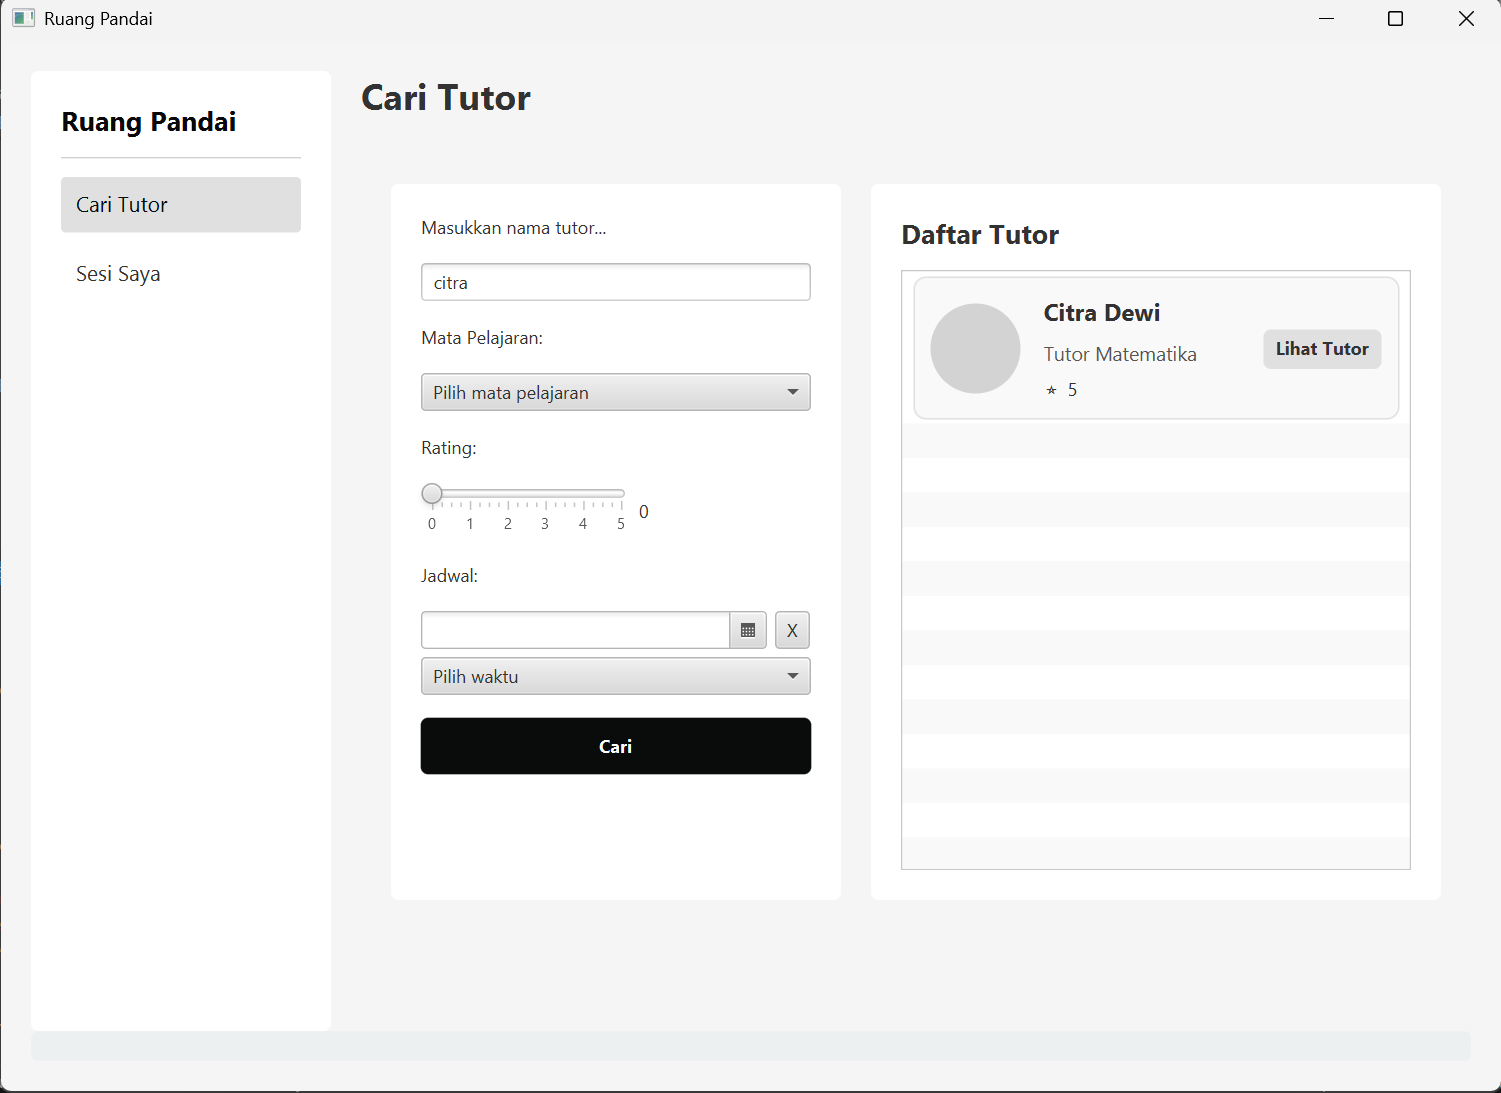 Ruang Pandai
Ruang Pandai
Cari Tutor
Sesi Saya
Cari Tutor
Masukkan nama tutor...
citra
Mata Pelajaran:
Pilih mata pelajaran
Rating:
0 1 2 3 4 5
0
Jadwal:
X
Pilih waktu
Cari
Daftar Tutor
Citra Dewi
Tutor Matematika
★ 5
Lihat Tutor